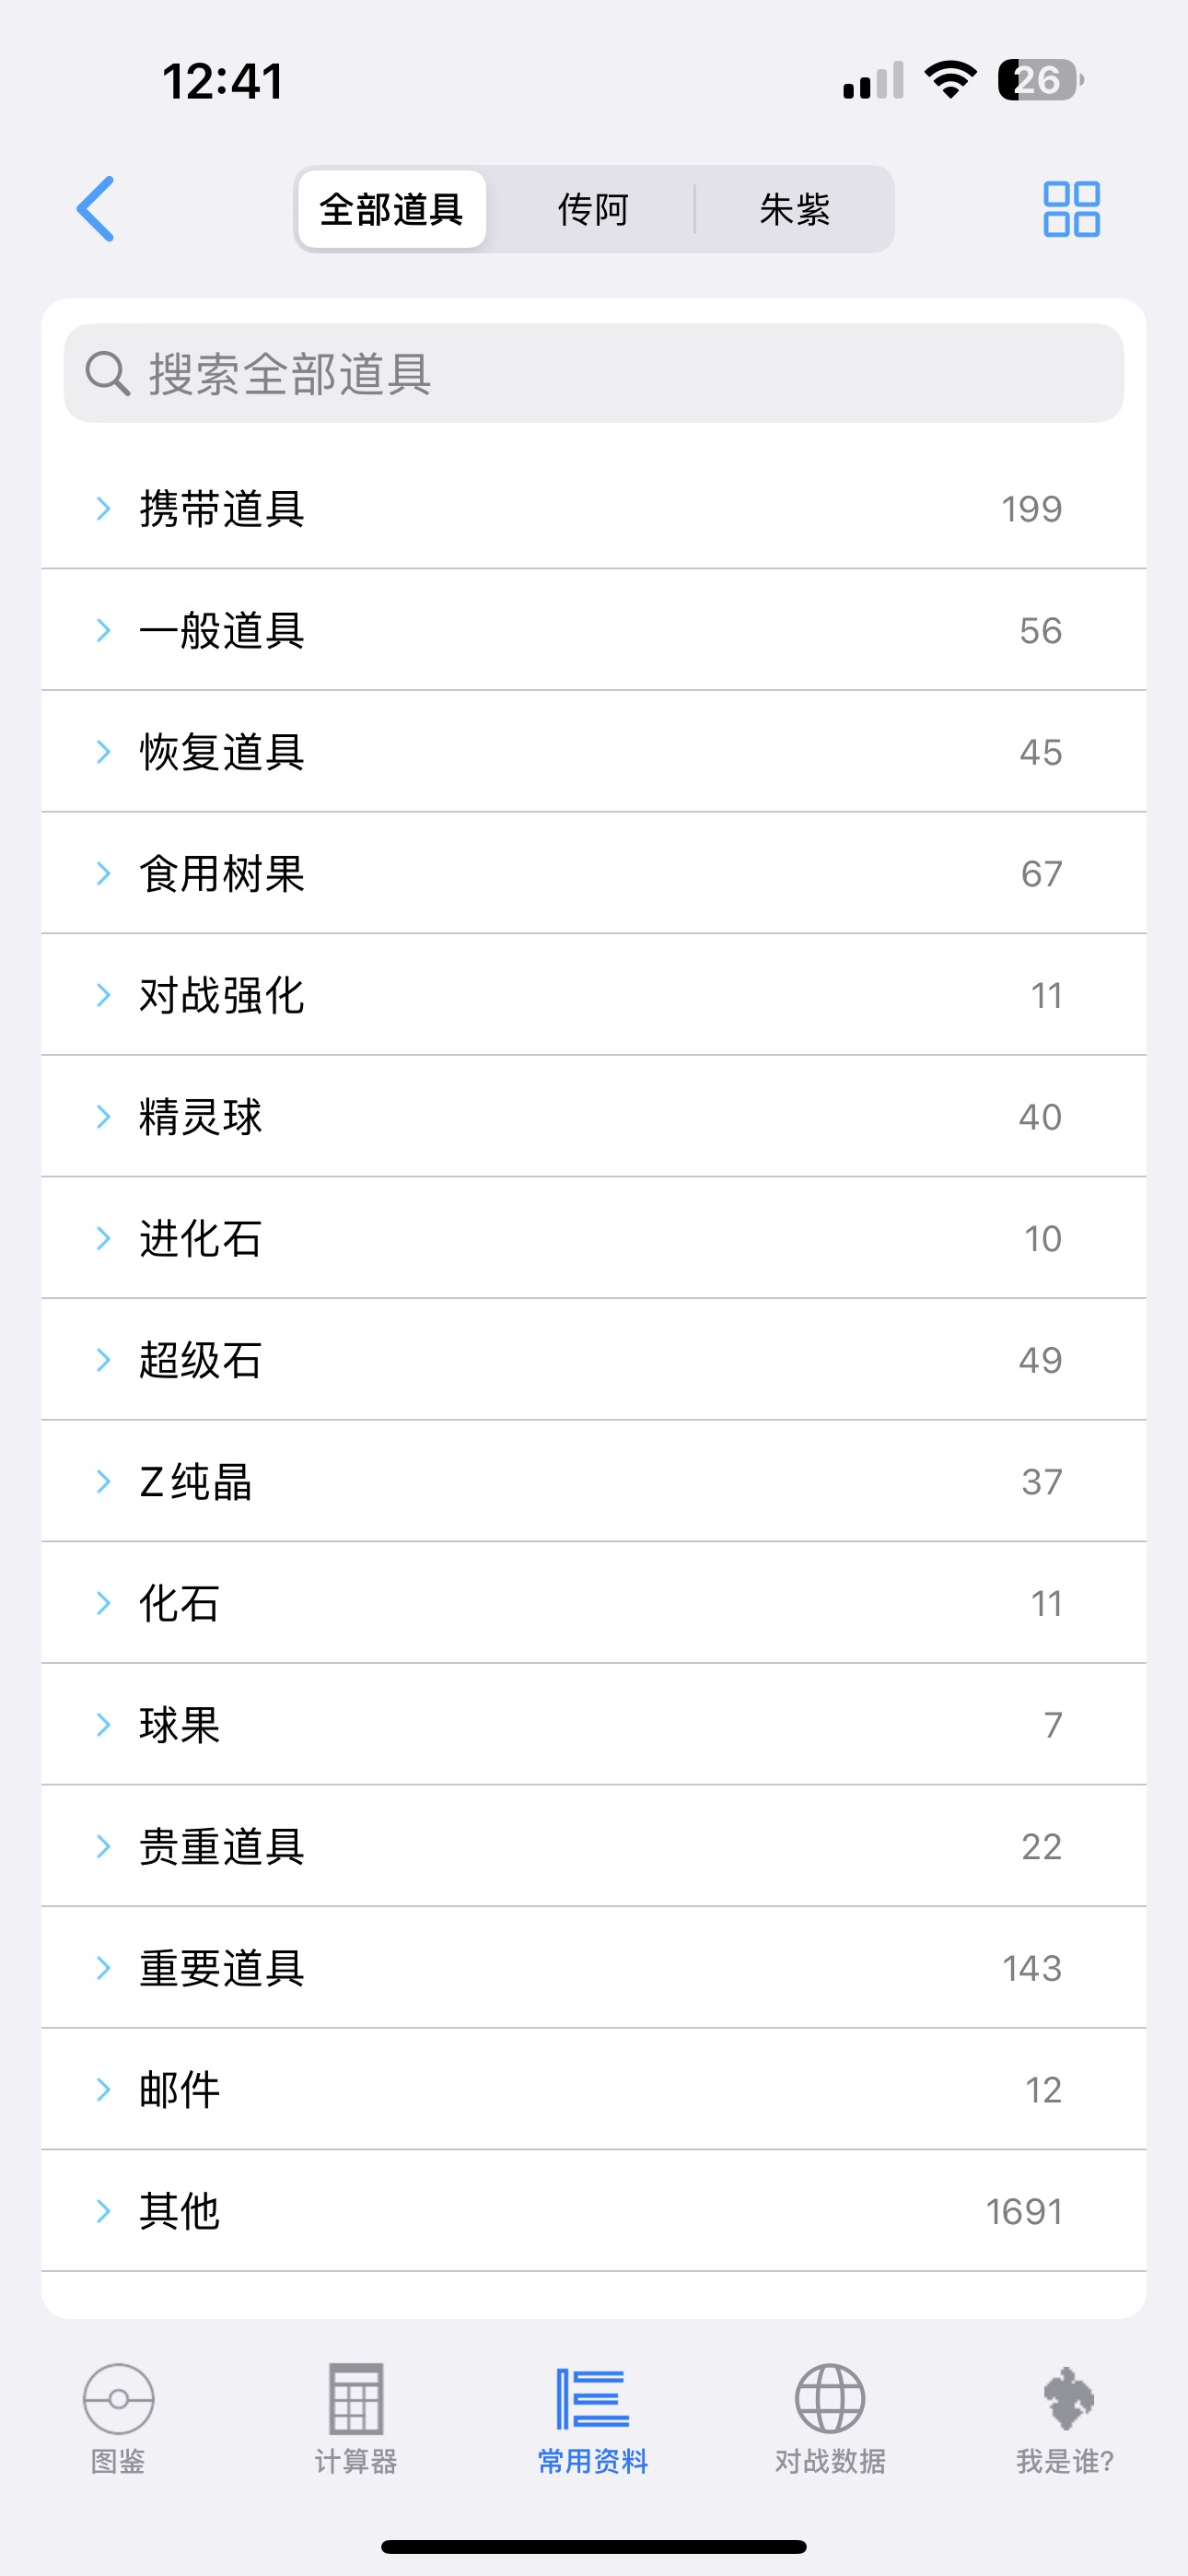 12:41
26
全部道具 传阿 朱紫
搜索全部道具
携带道具 199
一般道具 56
恢复道具 45
食用树果 67
对战强化 11
精灵球 40
进化石 10
超级石 49
Z纯晶 37
化石 11
球果 7
贵重道具 22
重要道具 143
邮件 12
其他 1691
图鉴 计算器 常用资料 对战数据 我是谁?